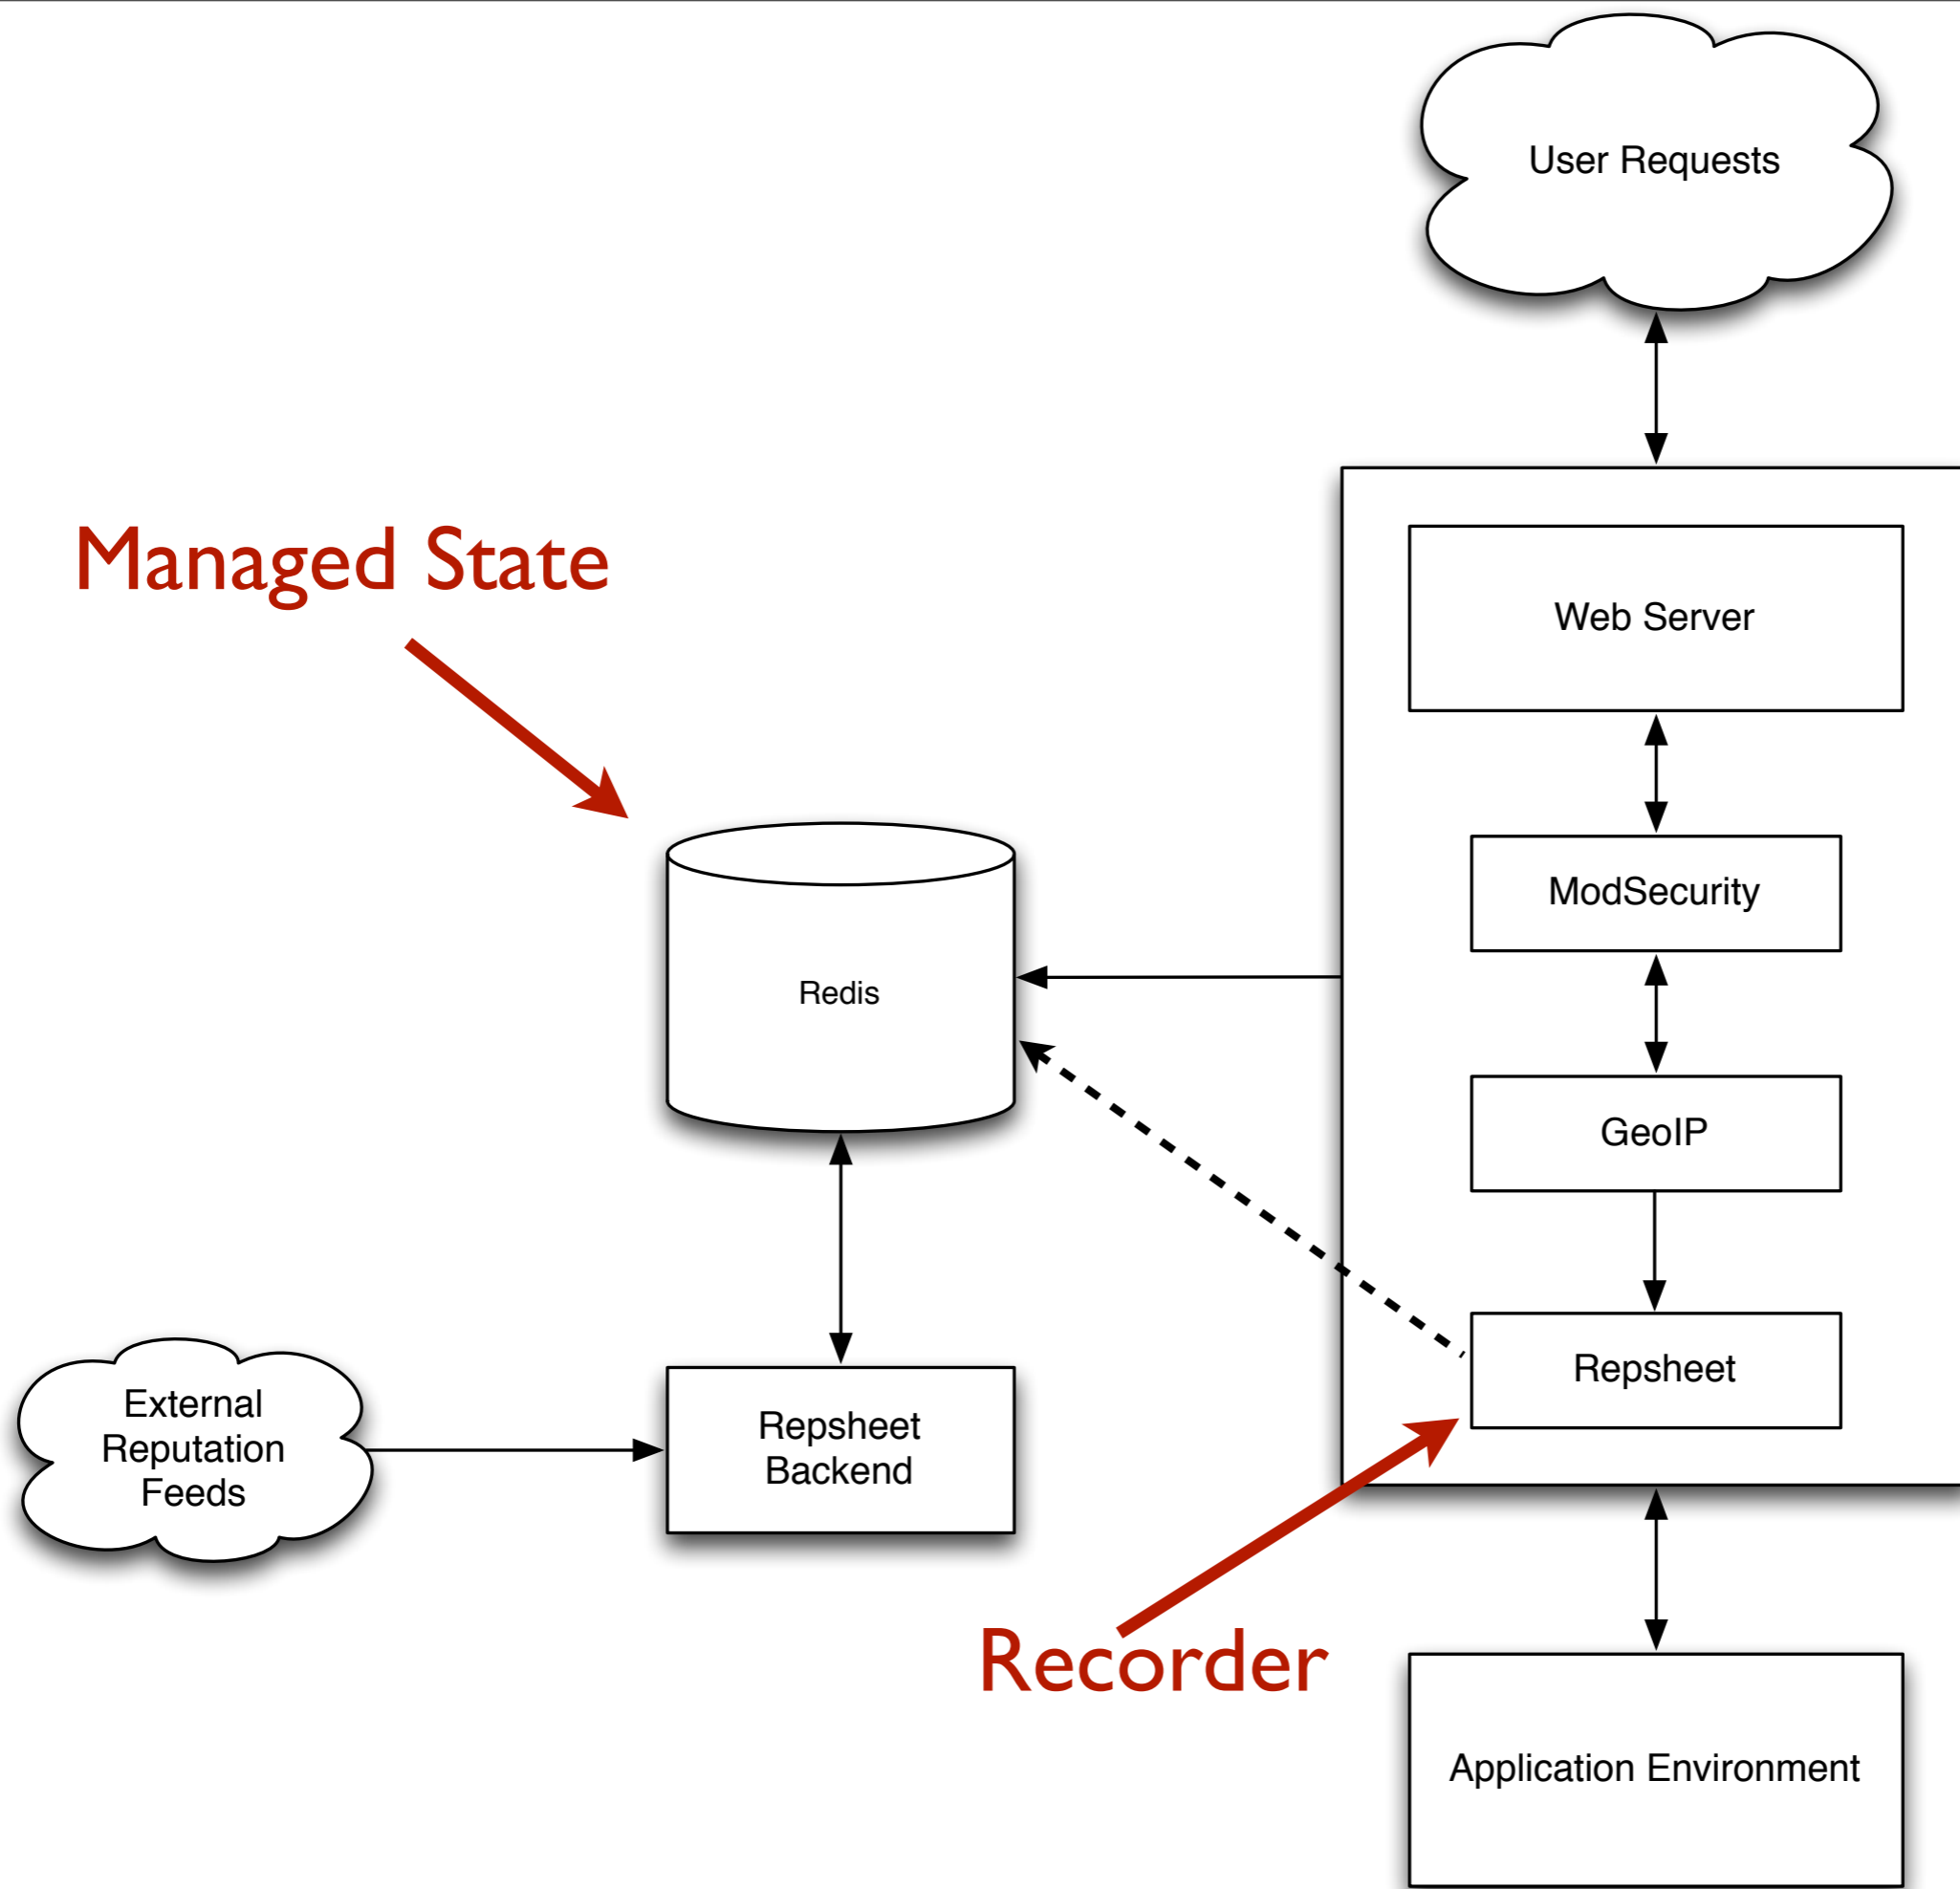 User Requests
Managed State
Web Server
ModSecurity
Redis
GeoIP
Repsheet
External
Reputation
Feeds
Repsheet
Backend
Recorder
Application Environment